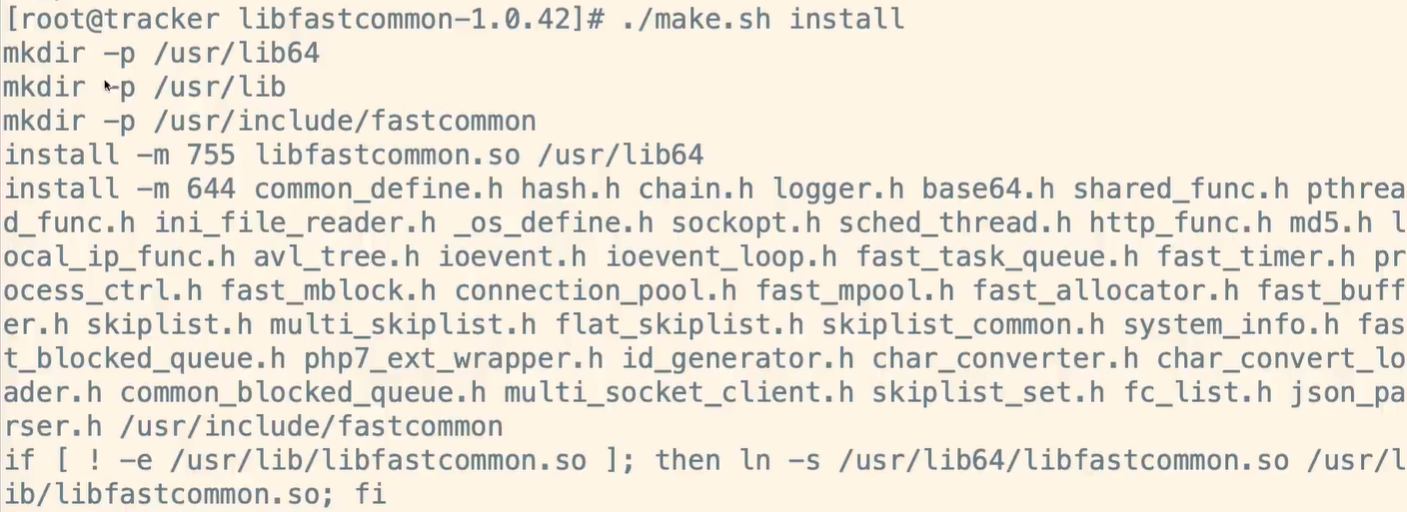 [root@tracker libfastcommon-1.0.42]# ./make.sh install
mkdir -p /usr/lib64
mkdir -p /usr/lib
mkdir -p /usr/include/fastcommon
install -m 755 libfastcommon.so /usr/lib64
install -m 644 common_define.h hash.h chain.h logger.h base64.h shared_func.h pthrea
d_func.h ini_file_reader.h _os_define.h sockopt.h sched_thread.h http_func.h md5.h l
ocal_ip_func.h avl_tree.h ioevent.h ioevent_loop.h fast_task_queue.h fast_timer.h pr
ocess_ctrl.h fast_mblock.h connection_pool.h fast_mpool.h fast_allocator.h fast_buff
er.h skiplist.h multi_skiplist.h flat_skiplist.h skiplist_common.h system_info.h fas
t_blocked_queue.h php7_ext_wrapper.h id_generator.h char_converter.h char_convert_lo
ader.h common_blocked_queue.h multi_socket_client.h skiplist_set.h fc_list.h json_pa
rser.h /usr/include/fastcommon
if [ ! -e /usr/lib/libfastcommon.so ]; then ln -s /usr/lib64/libfastcommon.so /usr/l
ib/libfastcommon.so; fi